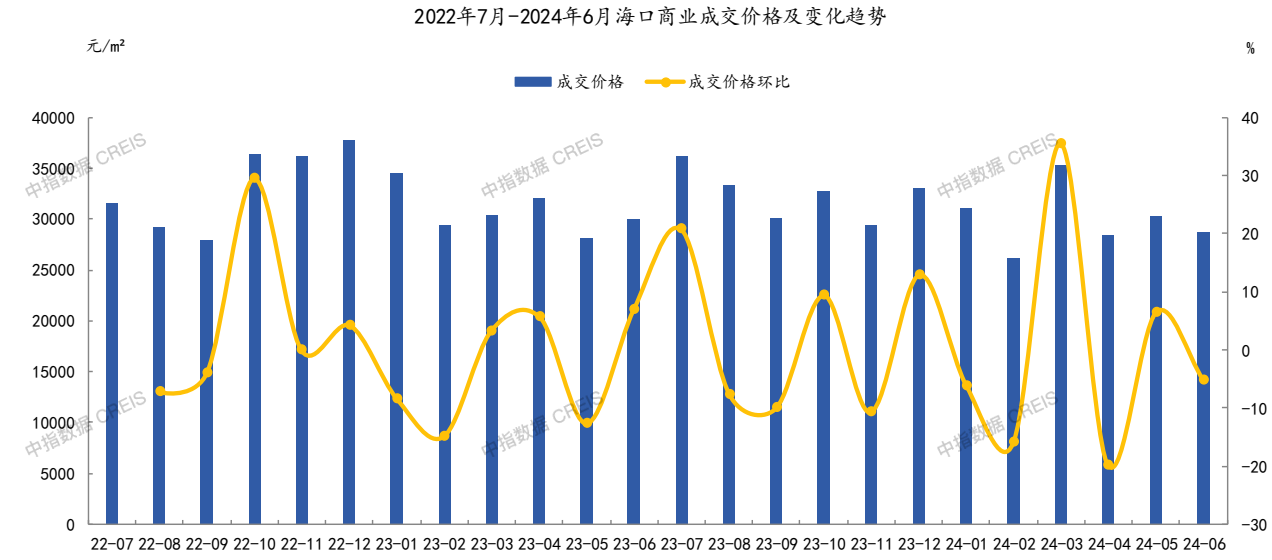 2022年7月-2024年6月海口商业成交价格及变化趋势
元/m²
%
成交价格 成交价格环比
40000 40
35000 30
30000 20
25000 10
20000 0
15000 -10
10000 -20
5000 -30
0
中指数据 CREIS 中指数据 CREIS 中指数据 CREIS
中指数据 CREIS 中指数据 CREIS 中指数据 CREIS
22-07 22-08 22-09 22-10 22-11 22-12 23-01 23-02 23-03 23-04 23-05 23-06 23-07 23-08 23-09 23-10 23-11 23-12 24-01 24-02 24-03 24-04 24-05 24-06